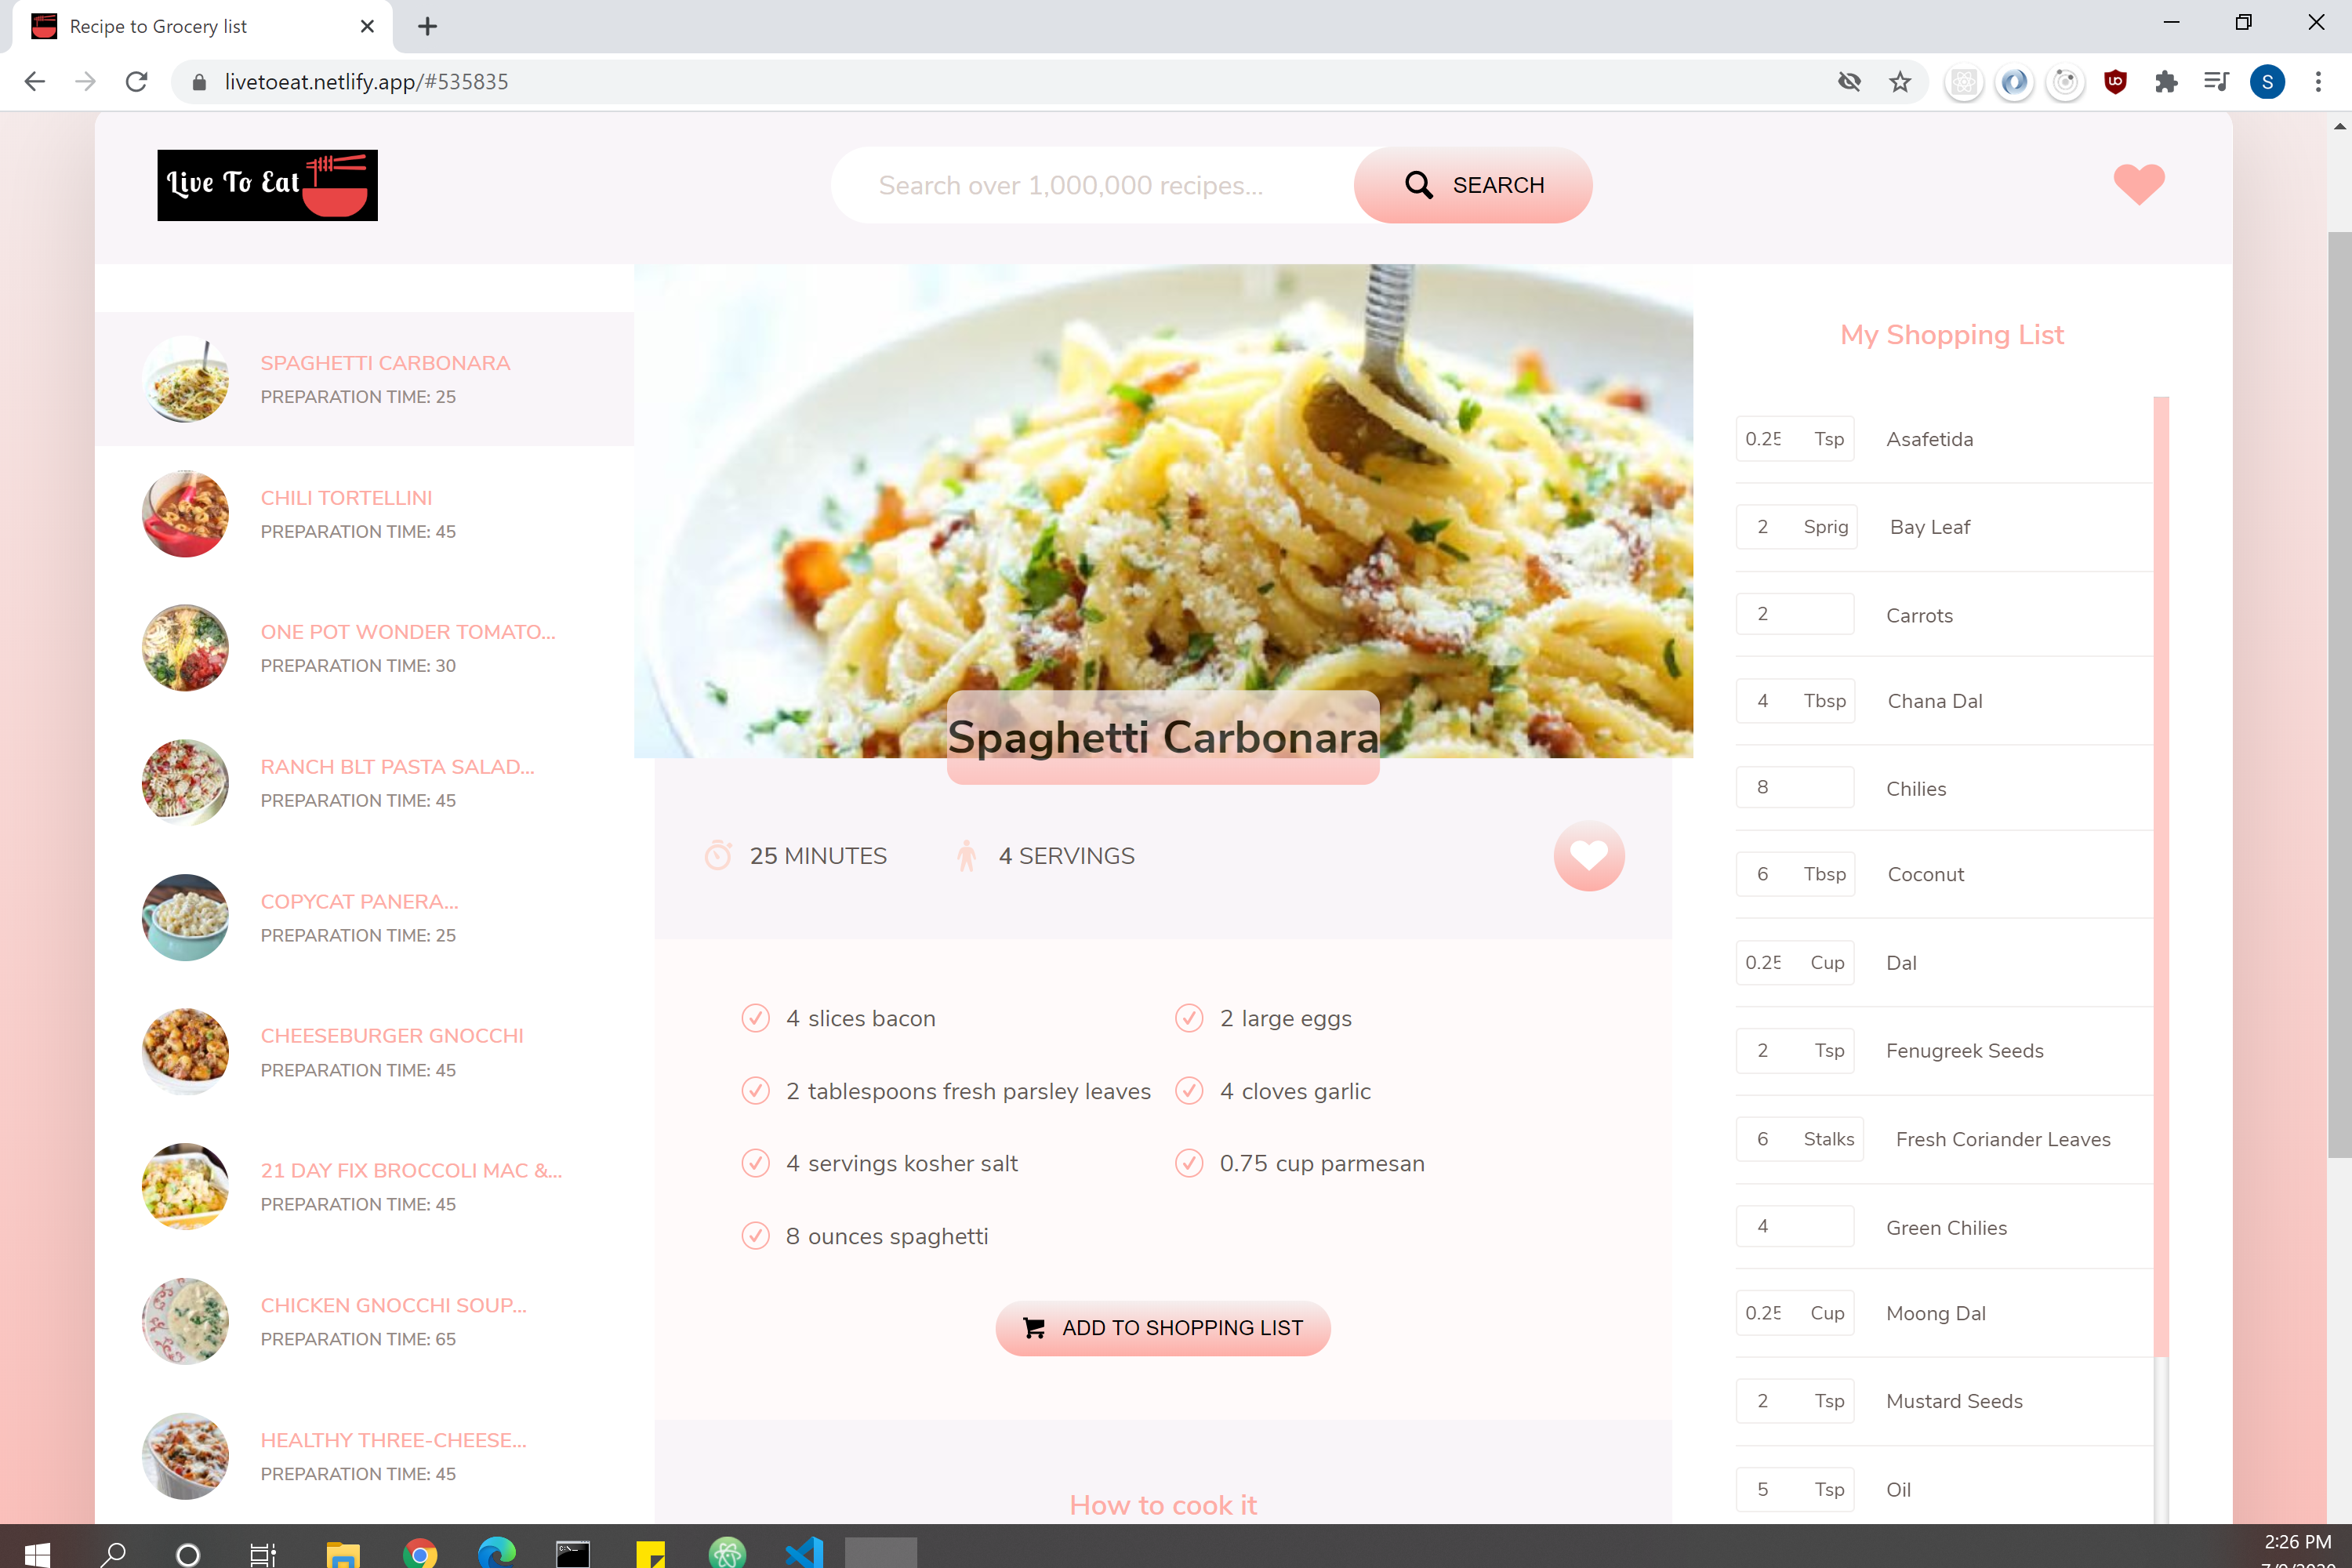 Recipe to Grocery list
livetoeat.netlify.app/#535835
S
Live To Eat
Search over 1,000,000 recipes...
SEARCH
SPAGHETTI CARBONARA
PREPARATION TIME: 25
CHILI TORTELLINI
PREPARATION TIME: 45
ONE POT WONDER TOMATO...
PREPARATION TIME: 30
RANCH BLT PASTA SALAD...
PREPARATION TIME: 45
COPYCAT PANERA...
PREPARATION TIME: 25
CHEESEBURGER GNOCCHI
PREPARATION TIME: 45
21 DAY FIX BROCCOLI MAC &...
PREPARATION TIME: 45
CHICKEN GNOCCHI SOUP...
PREPARATION TIME: 65
HEALTHY THREE-CHEESE...
PREPARATION TIME: 45
Spaghetti Carbonara
25 MINUTES
4 SERVINGS
4 slices bacon
2 large eggs
2 tablespoons fresh parsley leaves
4 cloves garlic
4 servings kosher salt
0.75 cup parmesan
8 ounces spaghetti
ADD TO SHOPPING LIST
How to cook it
My Shopping List
0.25 Tsp Asafetida
2 Sprig Bay Leaf
2 Carrots
4 Tbsp Chana Dal
8 Chilies
6 Tbsp Coconut
0.25 Cup Dal
2 Tsp Fenugreek Seeds
6 Stalks Fresh Coriander Leaves
4 Green Chilies
0.25 Cup Moong Dal
2 Tsp Mustard Seeds
5 Tsp Oil
2:26 PM